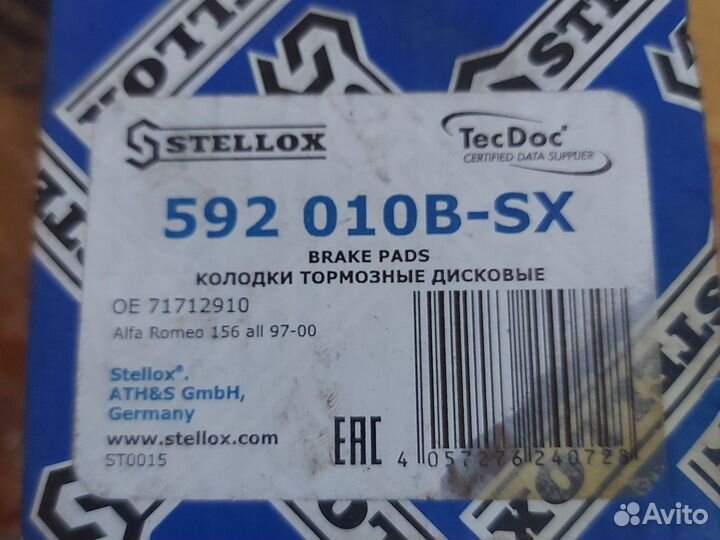 STELLOX
TecDoc
CERTIFIED DATA SUPPLIER
592 010B-SX
BRAKE PADS
КОЛОДКИ ТОРМОЗНЫЕ ДИСКОВЫЕ
OE 71712910
Alfa Romeo 156 all 97-00
Stellox®.
ATH&S GmbH,
Germany
www.stellox.com
ST0015
EAC
4 057276 240728
Avito